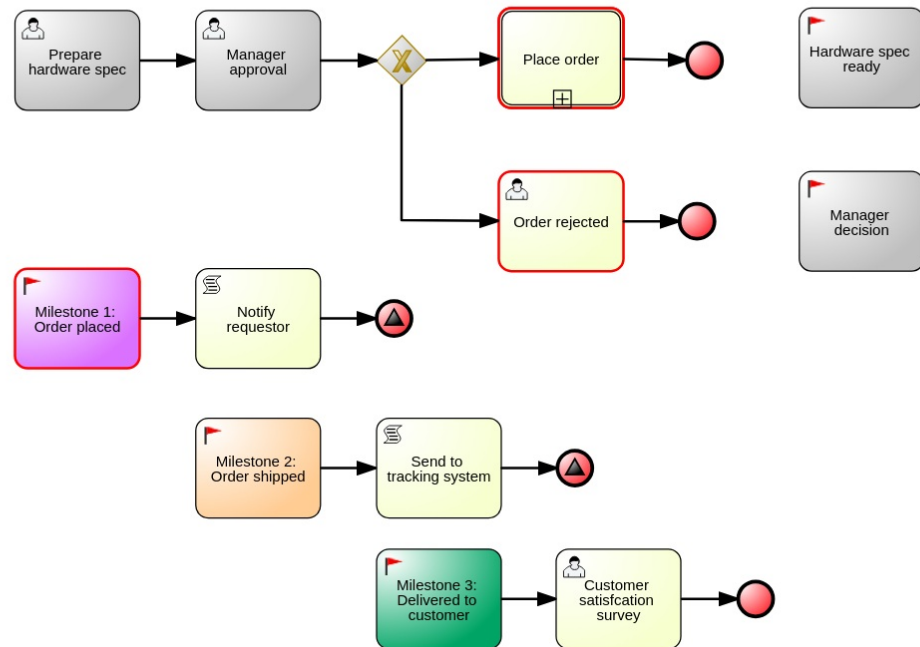 Prepare
hardware spec
Manager
approval
Place order
Hardware spec
ready
Order rejected
Manager
decision
Milestone 1:
Order placed
Notify
requestor
Milestone 2:
Order shipped
Send to
tracking system
Milestone 3:
Delivered to
customer
Customer
satisfcation
survey